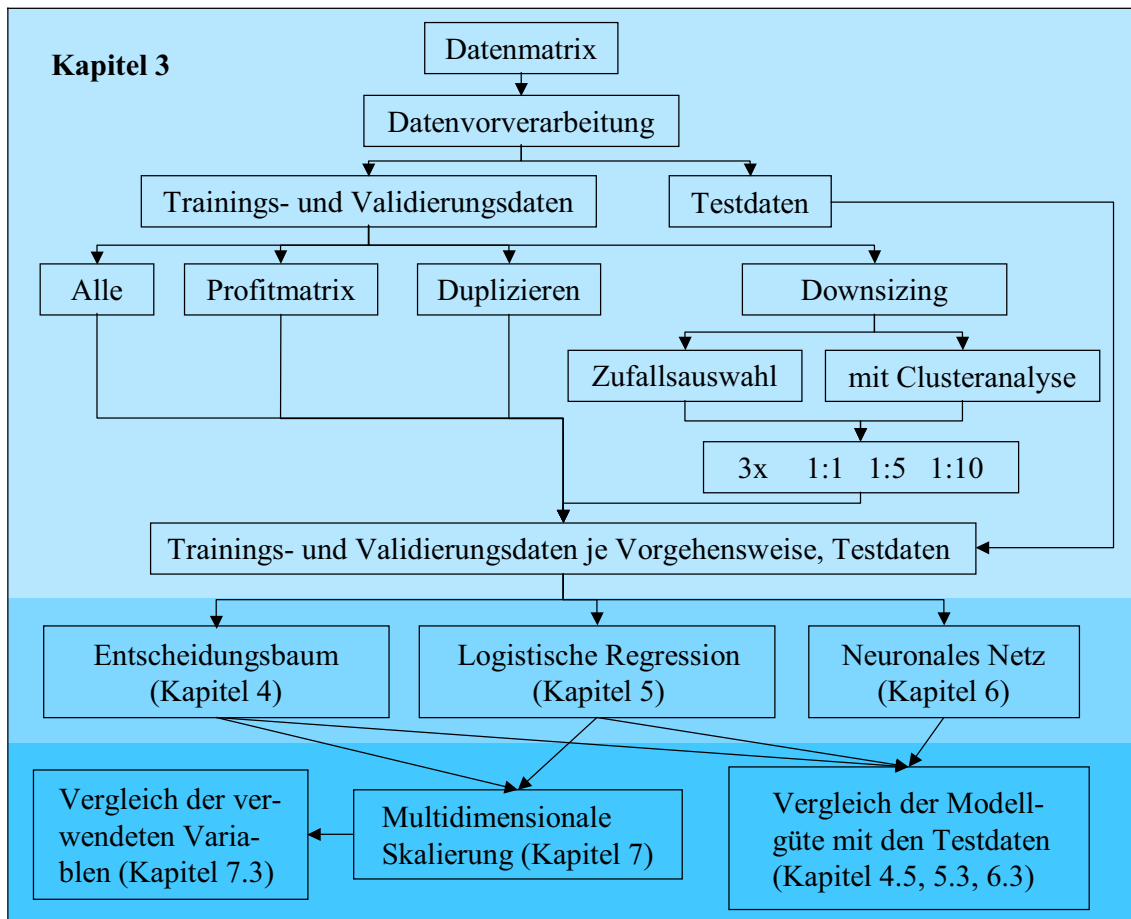 Kapitel 3
Datenmatrix
Datenvorverarbeitung
Trainings- und Validierungsdaten
Testdaten
Alle
Profitmatrix
Duplizieren
Downsizing
Zufallsauswahl
mit Clusteranalyse
3x 1:1 1:5 1:10
Trainings- und Validierungsdaten je Vorgehensweise, Testdaten
Entscheidungsbaum
(Kapitel 4)
Logistische Regression
(Kapitel 5)
Neuronales Netz
(Kapitel 6)
Vergleich der ver-
wendeten Varia-
blen (Kapitel 7.3)
Multidimensionale
Skalierung (Kapitel 7)
Vergleich der Modell-
güte mit den Testdaten
(Kapitel 4.5, 5.3, 6.3)